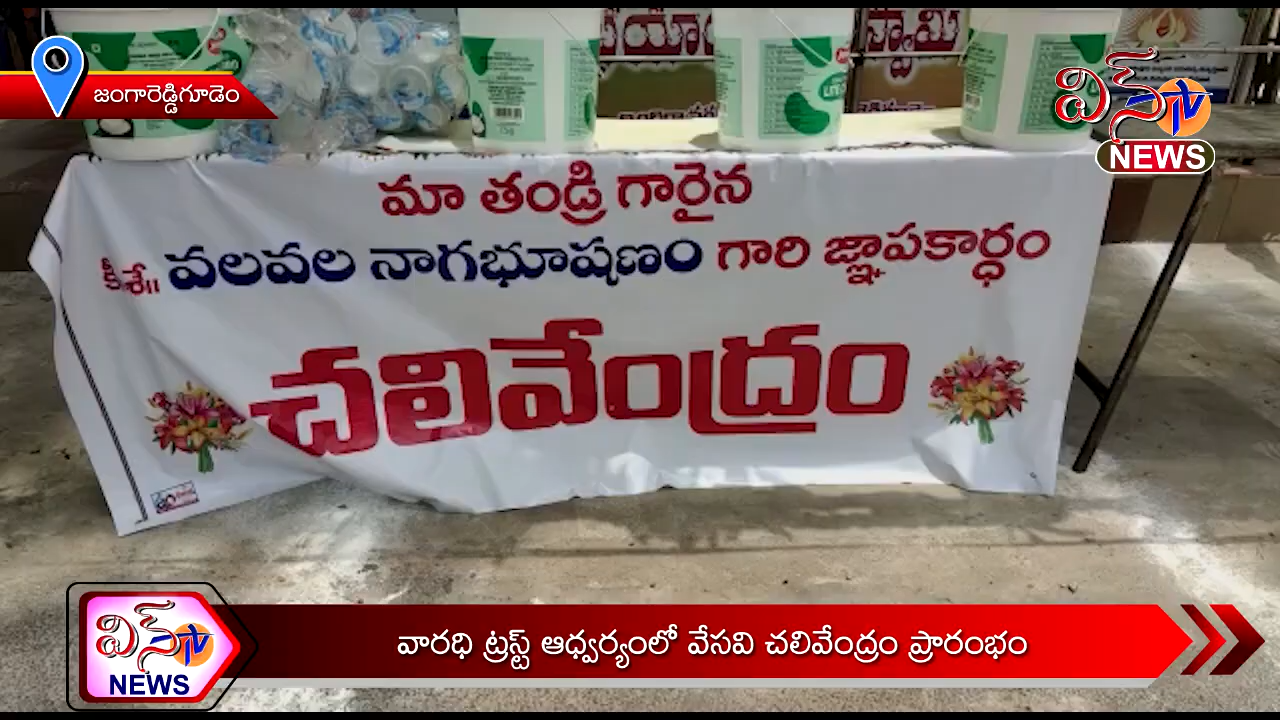 జంగారెడ్డిగూడెం
విస్ TV
NEWS
మా తండ్రి గారైన
కీ॥శే॥ వలవల నాగభూషణం గారి జ్ఞాపకార్ధం
చలివేంద్రం
విస్ TV
NEWS
వారధి ట్రస్ట్ ఆధ్వర్యంలో వేసవి చలివేంద్రం ప్రారంభం